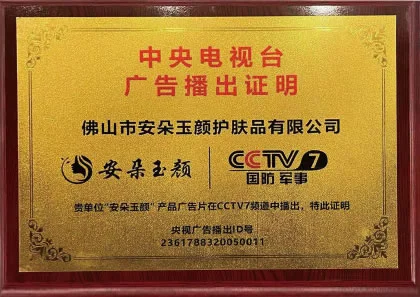 中央电视台
广告播出证明
佛山市安朵玉颜护肤品有限公司
安朵玉颜
CCTV 7
国防 军事
贵单位"安朵玉颜"产品广告片在CCTV7频道中播出，特此证明
央视广告播出ID号
2361788320050011